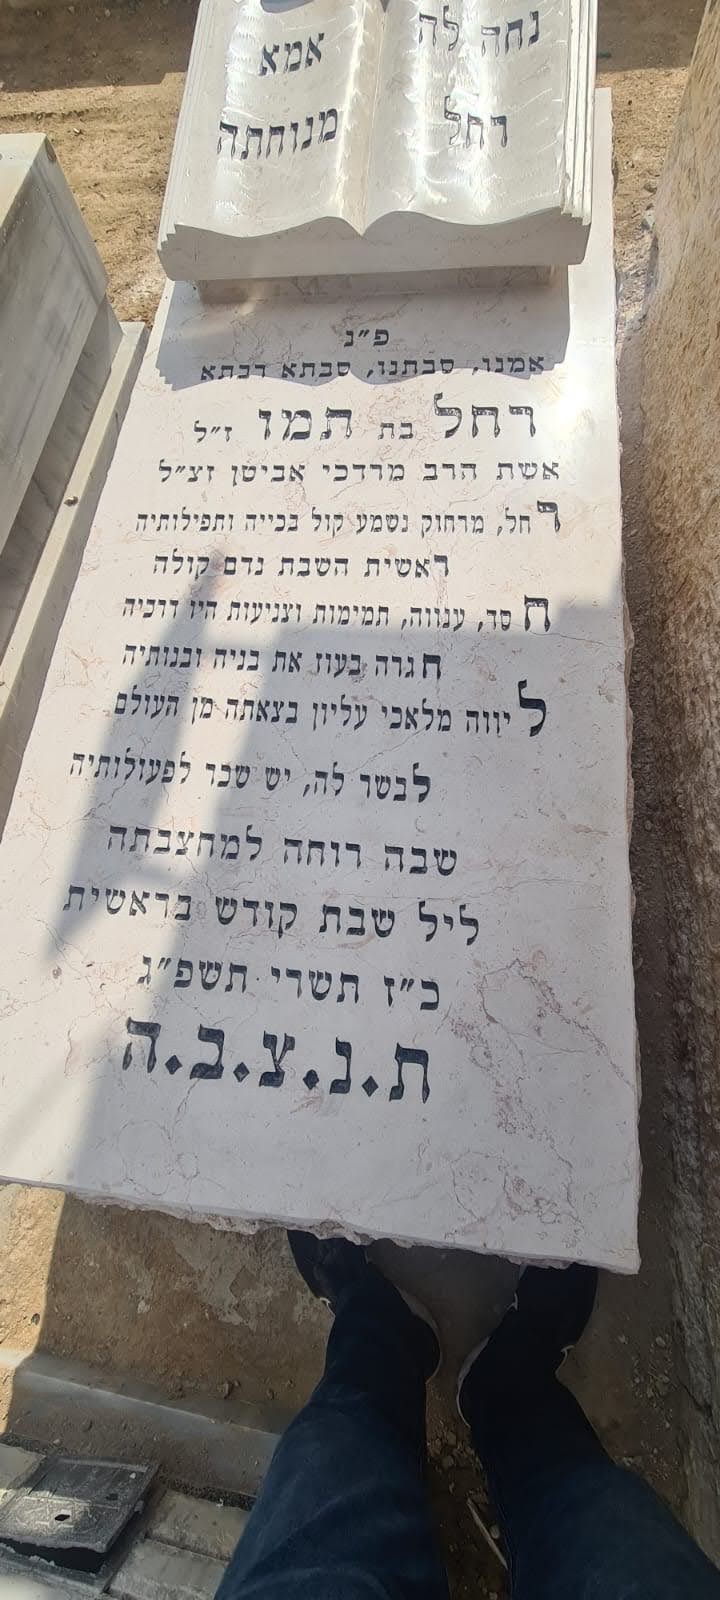 נחה לה
רחל
אמא
מנוחתה
פ"נ
אמנו, סבתנו, סבתא רבתא
רחל בת תמו ז"ל
אשת הרב מרדכי אביטן זצ"ל
רחל, מרחוק נשמע קול בכייה ותפילותיה
ראשית השבת נדם קולה
חסד, ענווה, תמימות וצניעות היו דרכיה
חגרה בעוז את בניה ובנותיה
ליווה מלאכי עליון בצאתה מן העולם
לבשר לה, יש שכר לפעולותיה
שבה רוחה למחצבתה
ליל שבת קודש בראשית
כ"ז תשרי תשפ"ג
ת.נ.צ.ב.ה